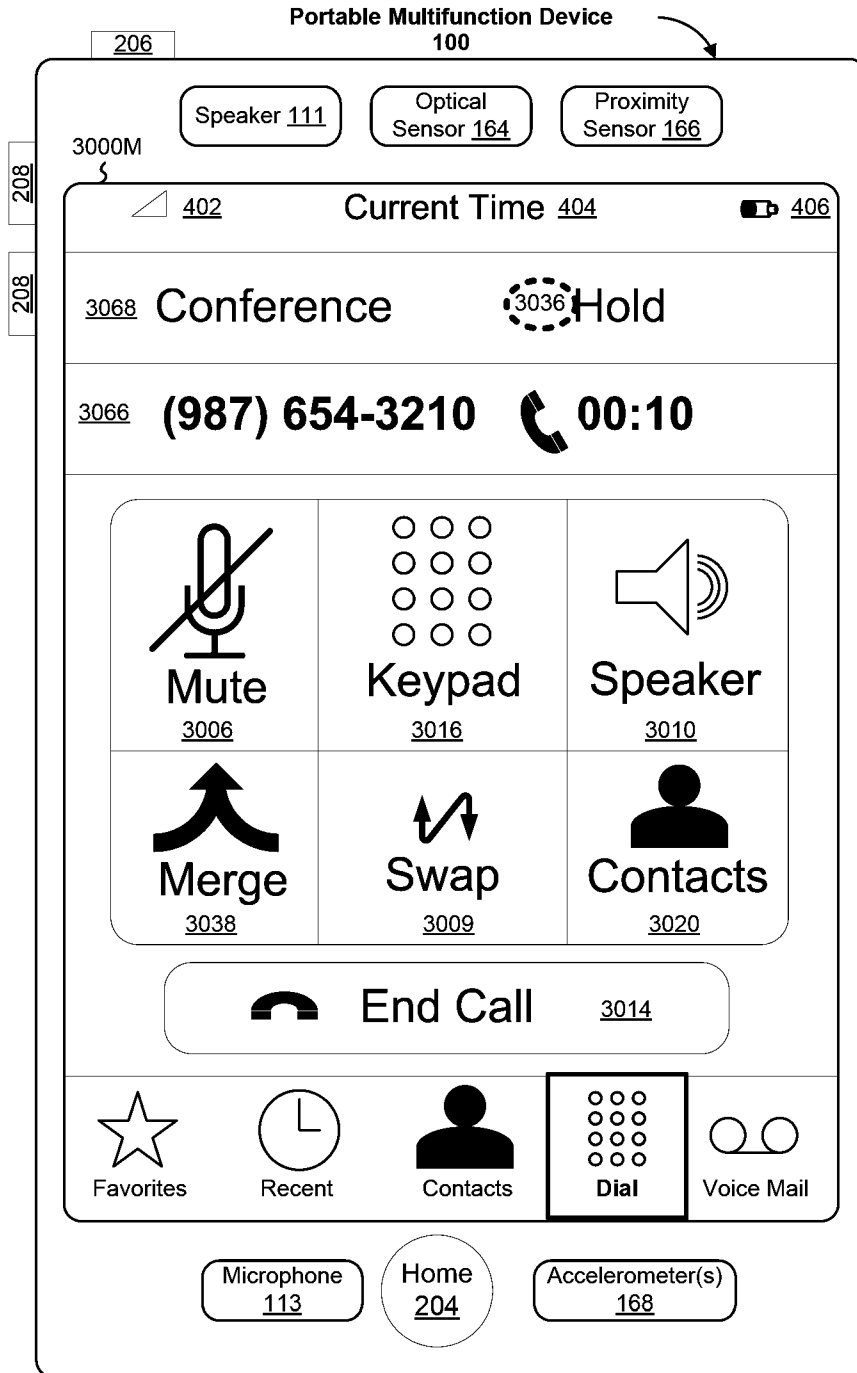 Portable Multifunction Device
100
206
Speaker 111
Optical
Sensor 164
Proximity
Sensor 166
3000M
208
208
402
Current Time 404
406
3068 Conference 3036 Hold
3066 (987) 654-3210 00:10
Mute
3006
Keypad
3016
Speaker
3010
Merge
3038
Swap
3009
Contacts
3020
End Call 3014
Favorites
Recent
Contacts
Dial
Voice Mail
Microphone
113
Home
204
Accelerometer(s)
168